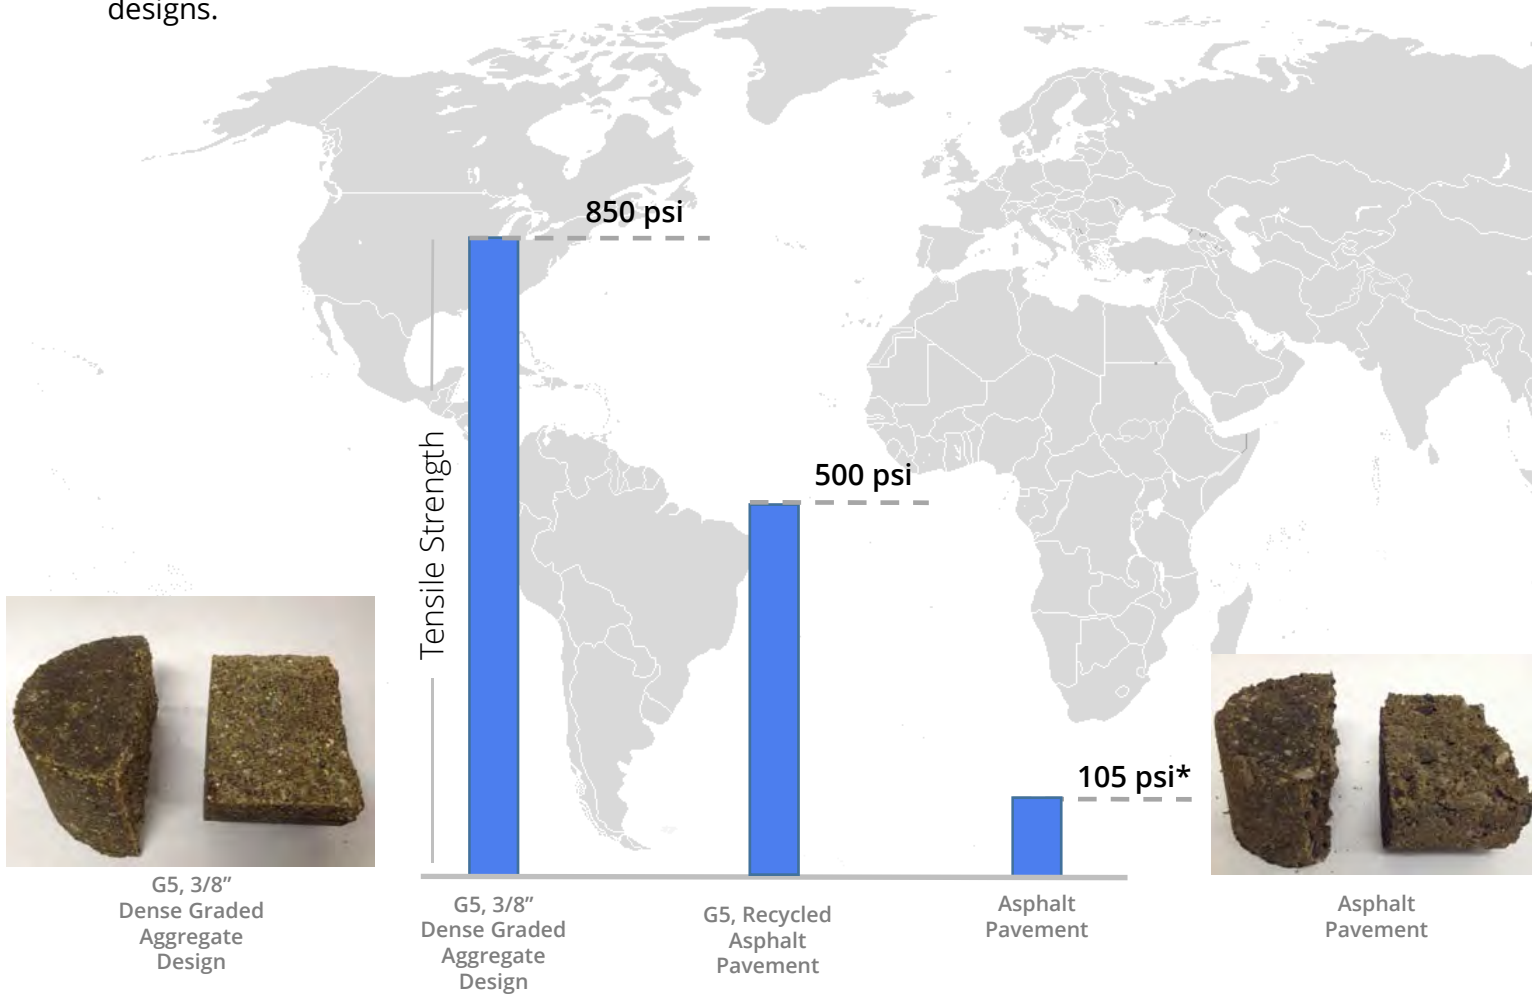 designs.
850 psi
500 psi
Tensile Strength
105 psi*
G5, 3/8”
Dense Graded
Aggregate
Design
G5, 3/8”
Dense Graded
Aggregate
Design
G5, Recycled
Asphalt
Pavement
Asphalt
Pavement
Asphalt
Pavement